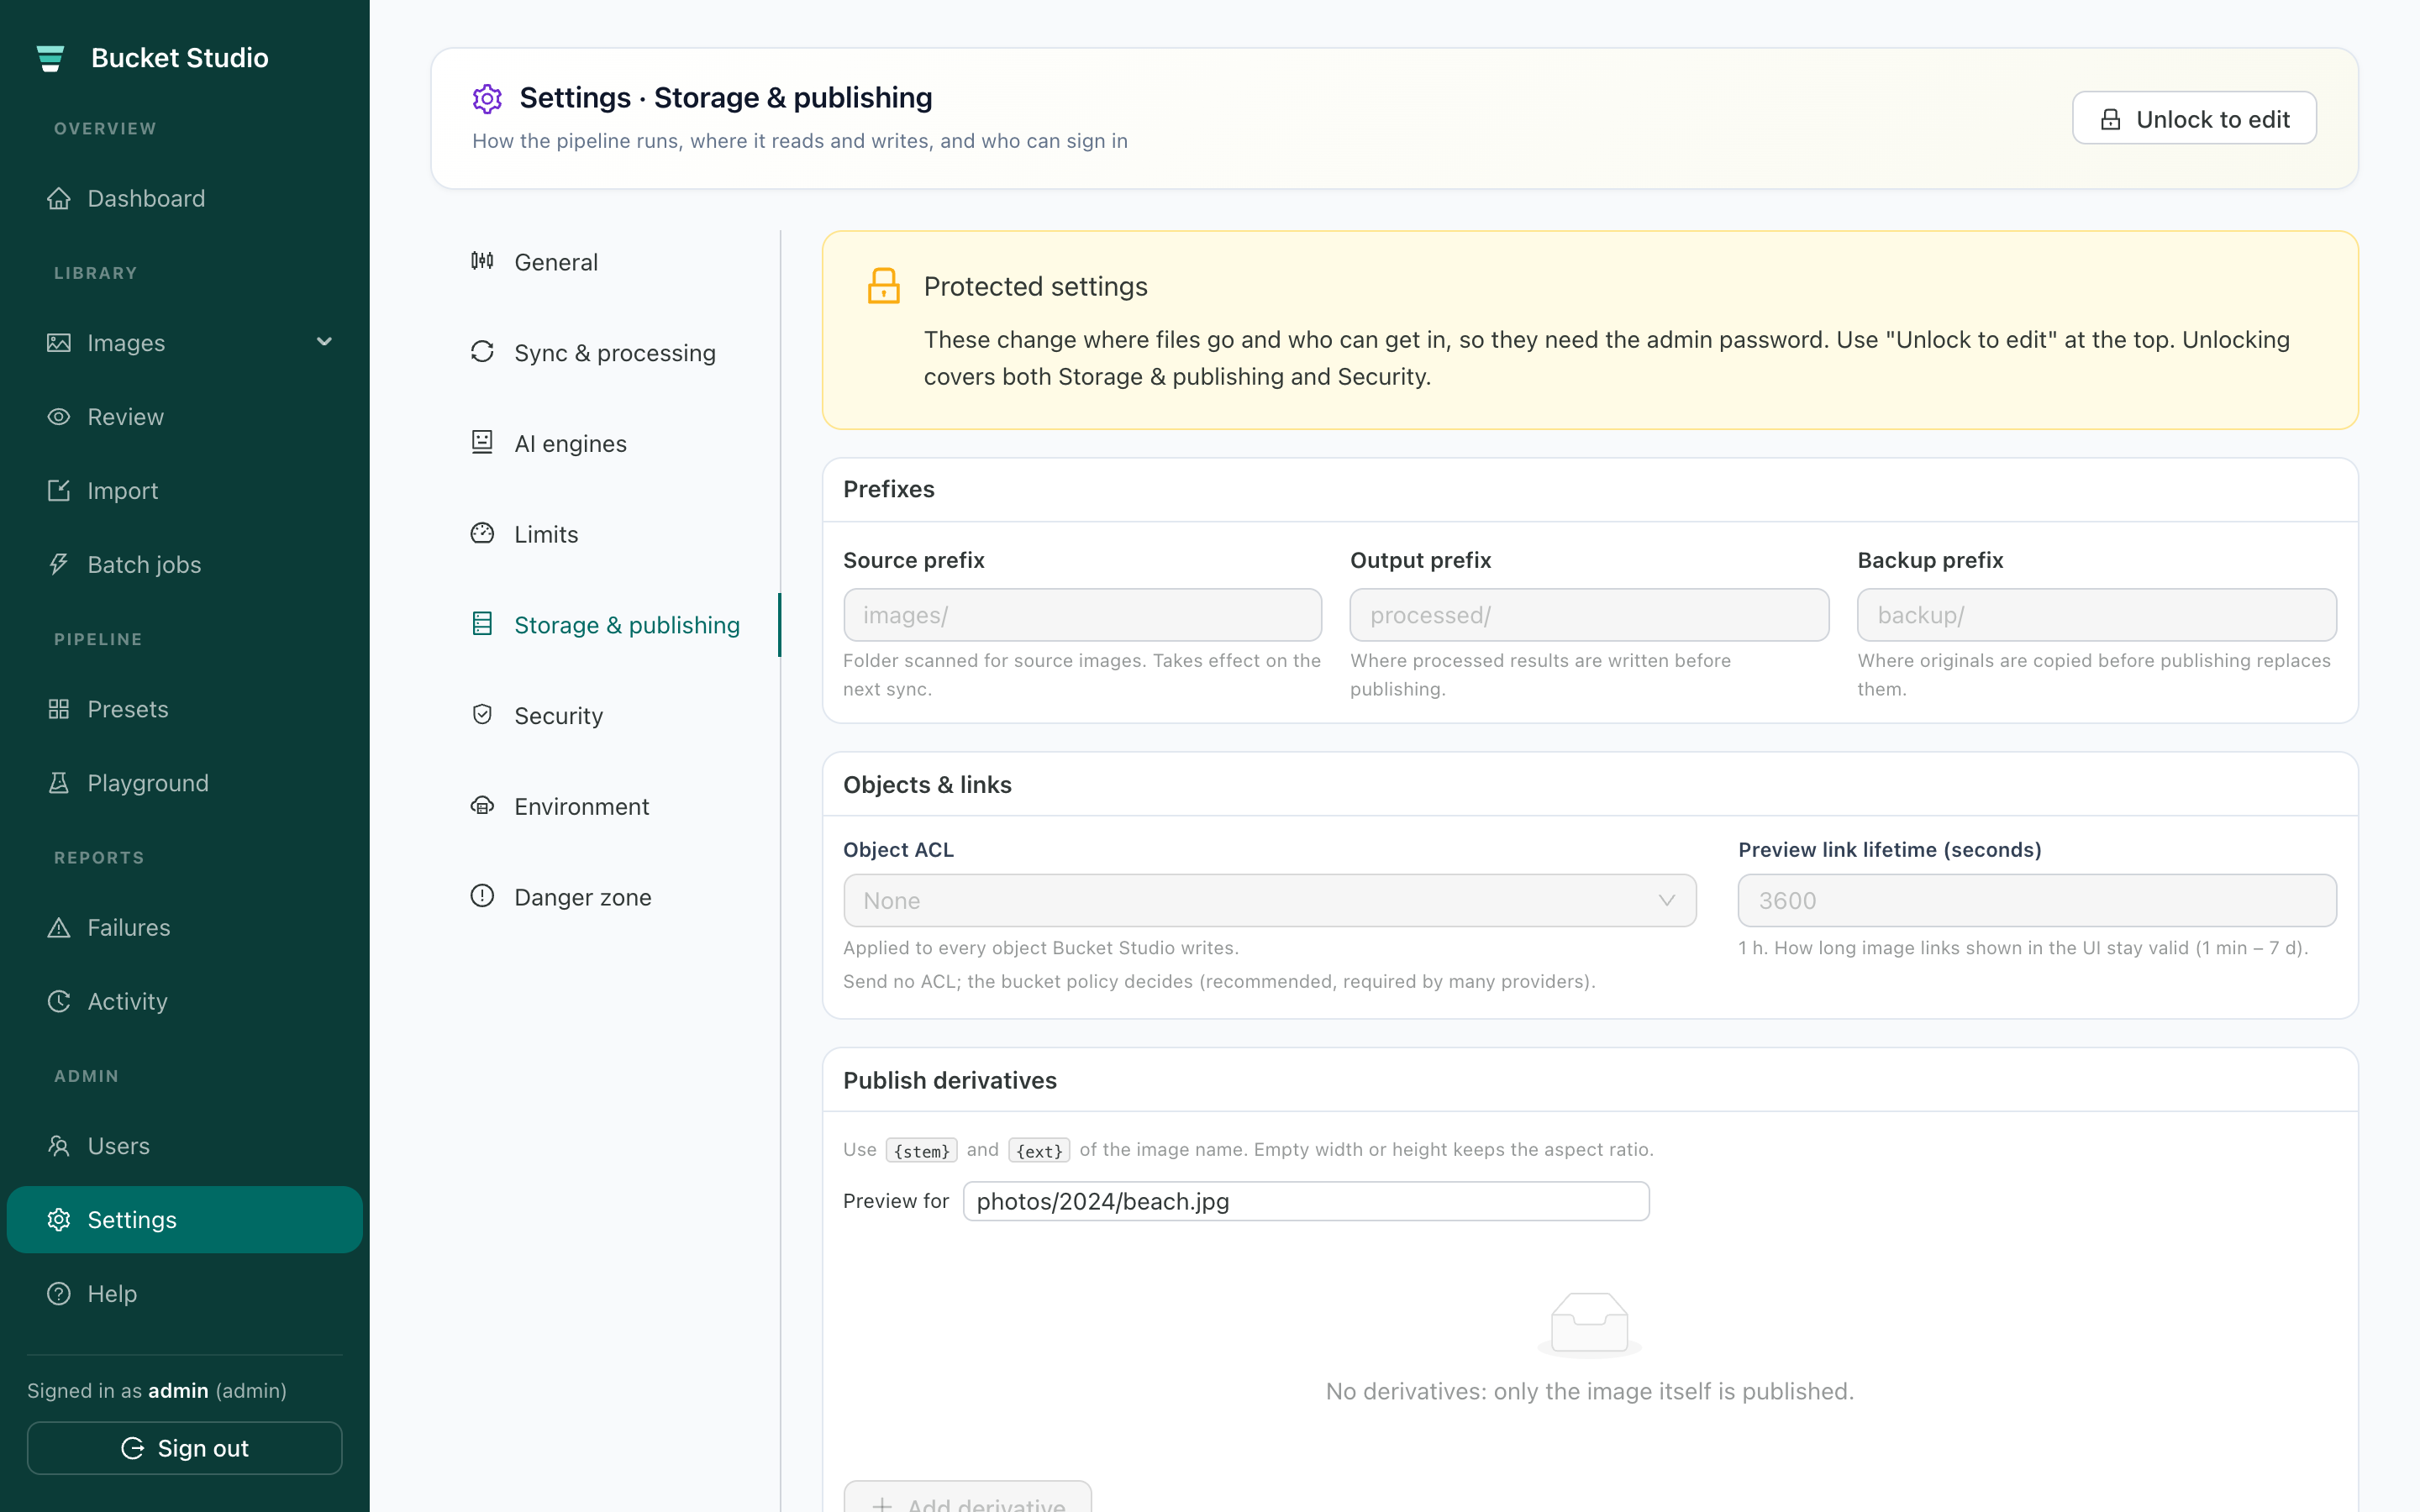 Bucket Studio
OVERVIEW
Dashboard
LIBRARY
Images
Review
Import
Batch jobs
PIPELINE
Presets
Playground
REPORTS
Failures
Activity
ADMIN
Users
Settings
Help
Signed in as admin (admin)
Sign out
Settings · Storage & publishing
How the pipeline runs, where it reads and writes, and who can sign in
Unlock to edit
General
Sync & processing
AI engines
Limits
Storage & publishing
Security
Environment
Danger zone
Protected settings
These change where files go and who can get in, so they need the admin password. Use "Unlock to edit" at the top. Unlocking
covers both Storage & publishing and Security.
Prefixes
Source prefix
images/
Folder scanned for source images. Takes effect on the
next sync.
Output prefix
processed/
Where processed results are written before
publishing.
Backup prefix
backup/
Where originals are copied before publishing replaces
them.
Objects & links
Object ACL
None
Applied to every object Bucket Studio writes.
Send no ACL; the bucket policy decides (recommended, required by many providers).
Preview link lifetime (seconds)
3600
1 h. How long image links shown in the UI stay valid (1 min – 7 d).
Publish derivatives
Use {stem} and {ext} of the image name. Empty width or height keeps the aspect ratio.
Preview for photos/2024/beach.jpg
No derivatives: only the image itself is published.
Add derivative